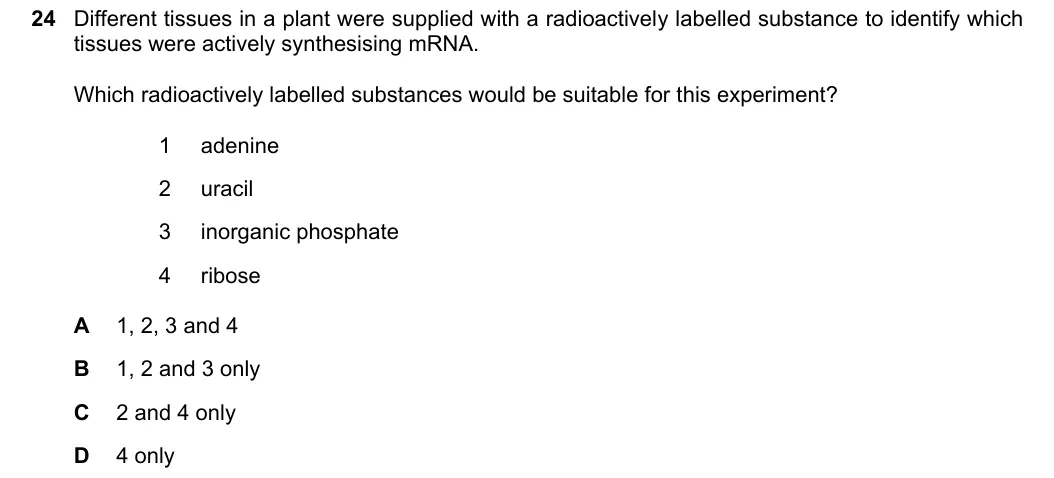 24 Different tissues in a plant were supplied with a radioactively labelled substance to identify which
tissues were actively synthesising mRNA.
Which radioactively labelled substances would be suitable for this experiment?
1 adenine
2 uracil
3 inorganic phosphate
4 ribose
A 1, 2, 3 and 4
B 1, 2 and 3 only
C 2 and 4 only
D 4 only